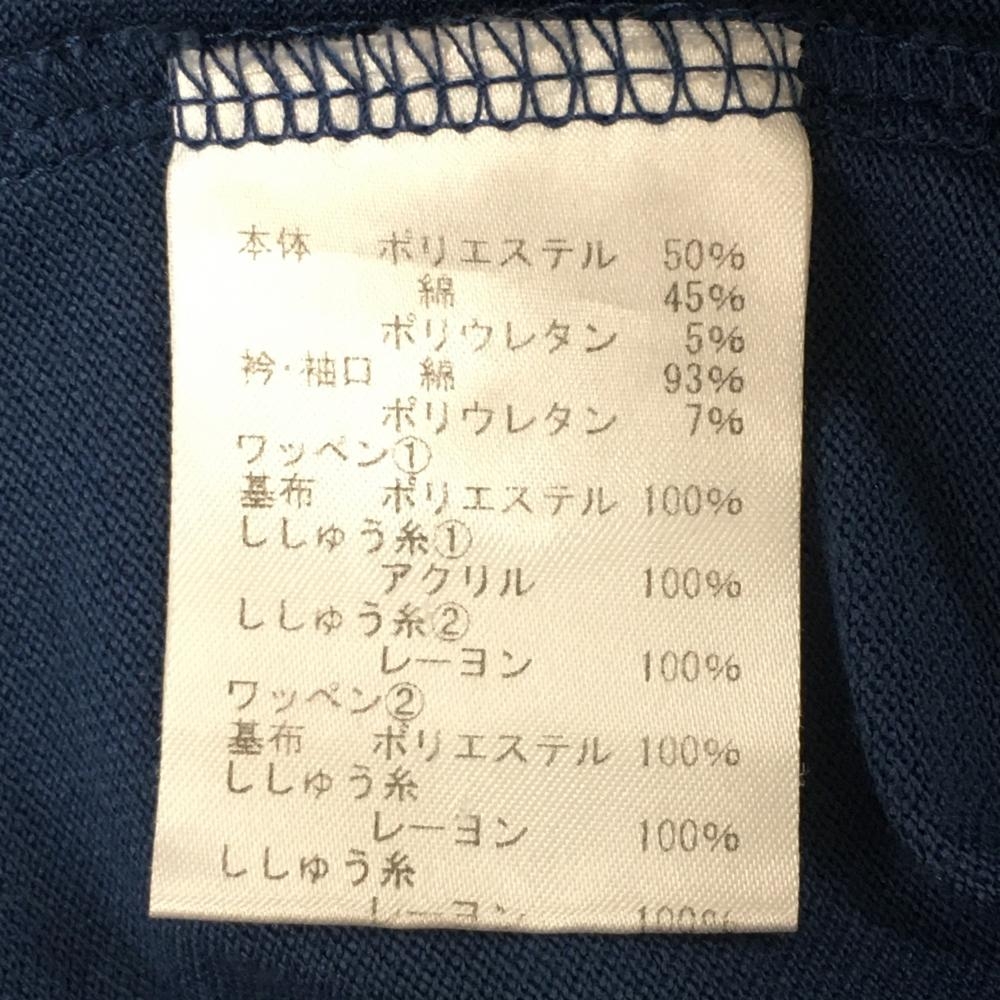 本体 ポリエステル 50%
綿 45%
ポリウレタン 5%
衿・袖口 綿 93%
ポリウレタン 7%
ワッペン①
基布 ポリエステル 100%
ししゅう糸①
アクリル 100%
ししゅう糸②
レーヨン 100%
ワッペン②
基布 ポリエステル 100%
ししゅう糸
レーヨン 100%
ししゅう糸
レーヨン 100%